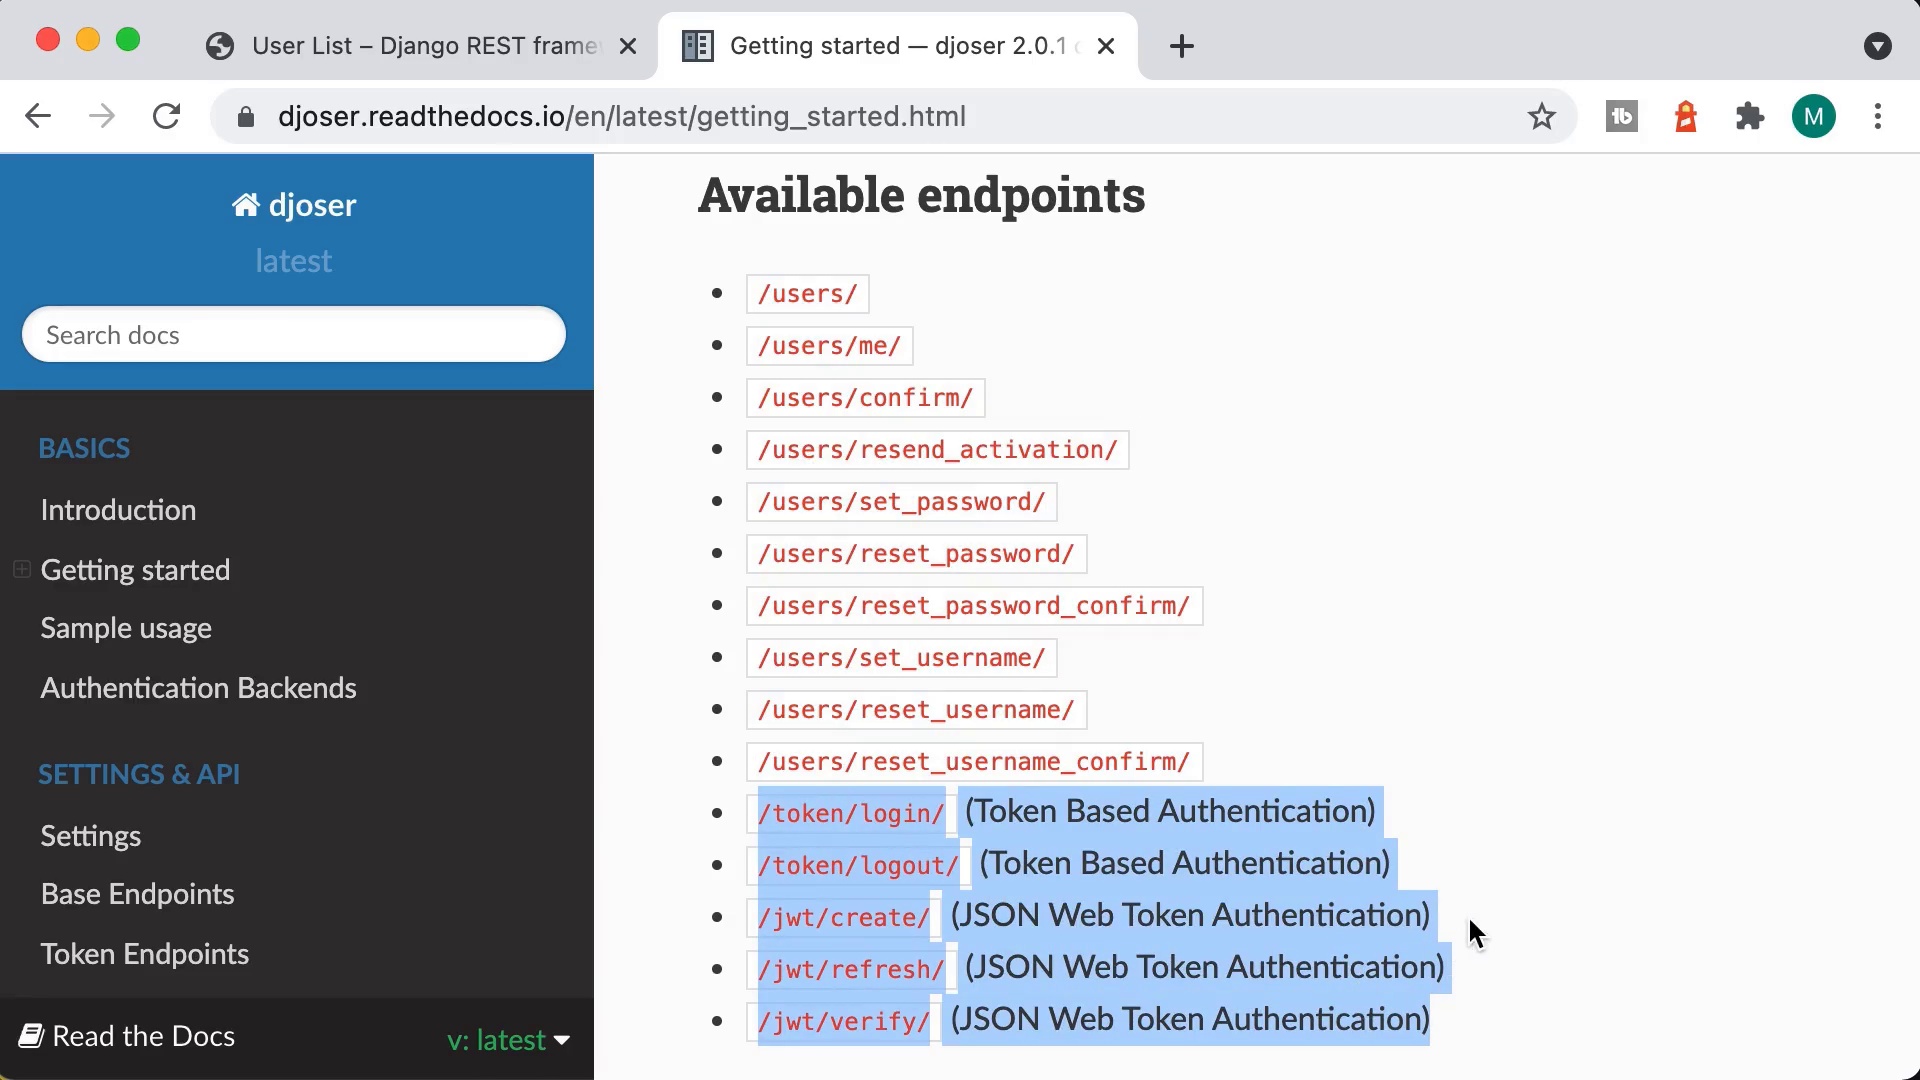 User List – Django REST frame
Getting started — djoser 2.0.1
djoser.readthedocs.io/en/latest/getting_started.html
M
djoser
latest
Search docs
BASICS
Introduction
Getting started
Sample usage
Authentication Backends
SETTINGS & API
Settings
Base Endpoints
Token Endpoints
Read the Docs
v: latest
Available endpoints
/users/
/users/me/
/users/confirm/
/users/resend_activation/
/users/set_password/
/users/reset_password/
/users/reset_password_confirm/
/users/set_username/
/users/reset_username/
/users/reset_username_confirm/
/token/login/ (Token Based Authentication)
/token/logout/ (Token Based Authentication)
/jwt/create/ (JSON Web Token Authentication)
/jwt/refresh/ (JSON Web Token Authentication)
/jwt/verify/ (JSON Web Token Authentication)